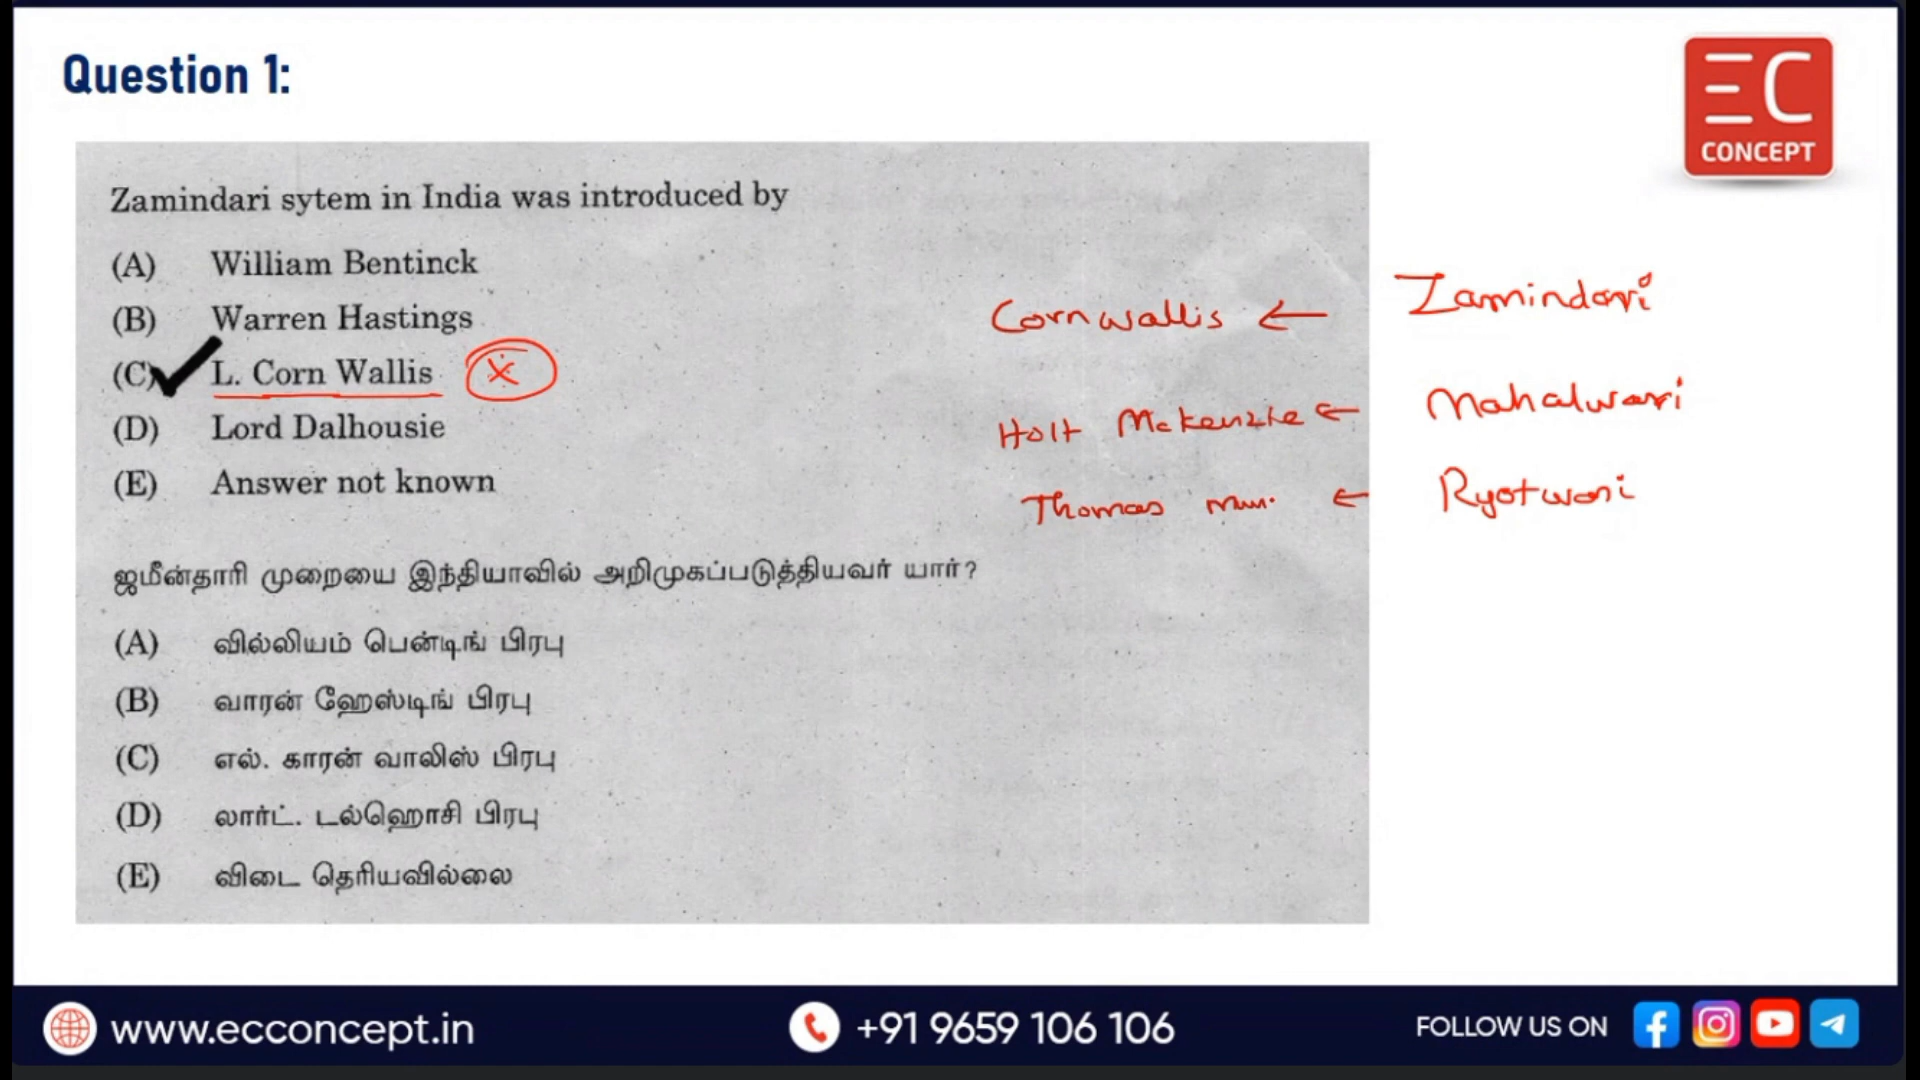 Question 1:
EC
CONCEPT
Zamindari sytem in India was introduced by
(A) William Bentinck
(B) Warren Hastings
(C) L. Corn Wallis
(D) Lord Dalhousie
(E) Answer not known
Cornwallis ← Zamindari
Holt Mckenzie ← Mahalwari
Thomas ← Ryotwari
ஜமீன்தாரி முறையை இந்தியாவில் அறிமுகப்படுத்தியவர் யார்?
(A) வில்லியம் பென்டிங் பிரபு
(B) வாரன் ஹேஸ்டிங் பிரபு
(C) எல். காரன் வாலிஸ் பிரபு
(D) லார்ட். டல்ஹொசி பிரபு
(E) விடை தெரியவில்லை
www.ecconcept.in +91 9659 106 106 FOLLOW US ON